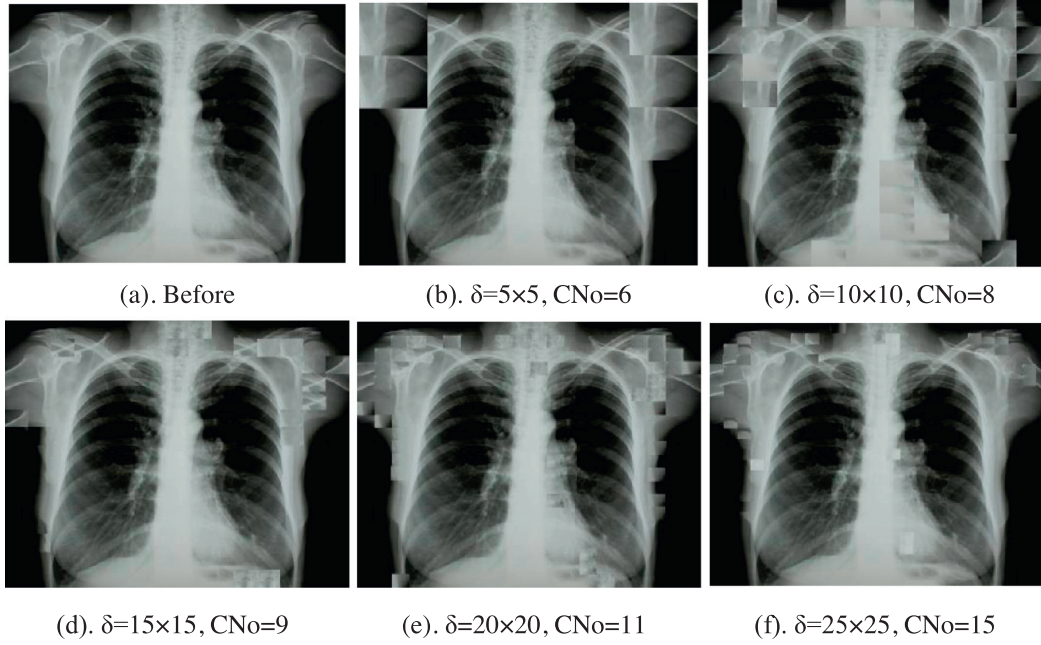 (a). Before
(b). δ=5×5, CNo=6
(c). δ=10×10, CNo=8
(d). δ=15×15, CNo=9
(e). δ=20×20, CNo=11
(f). δ=25×25, CNo=15